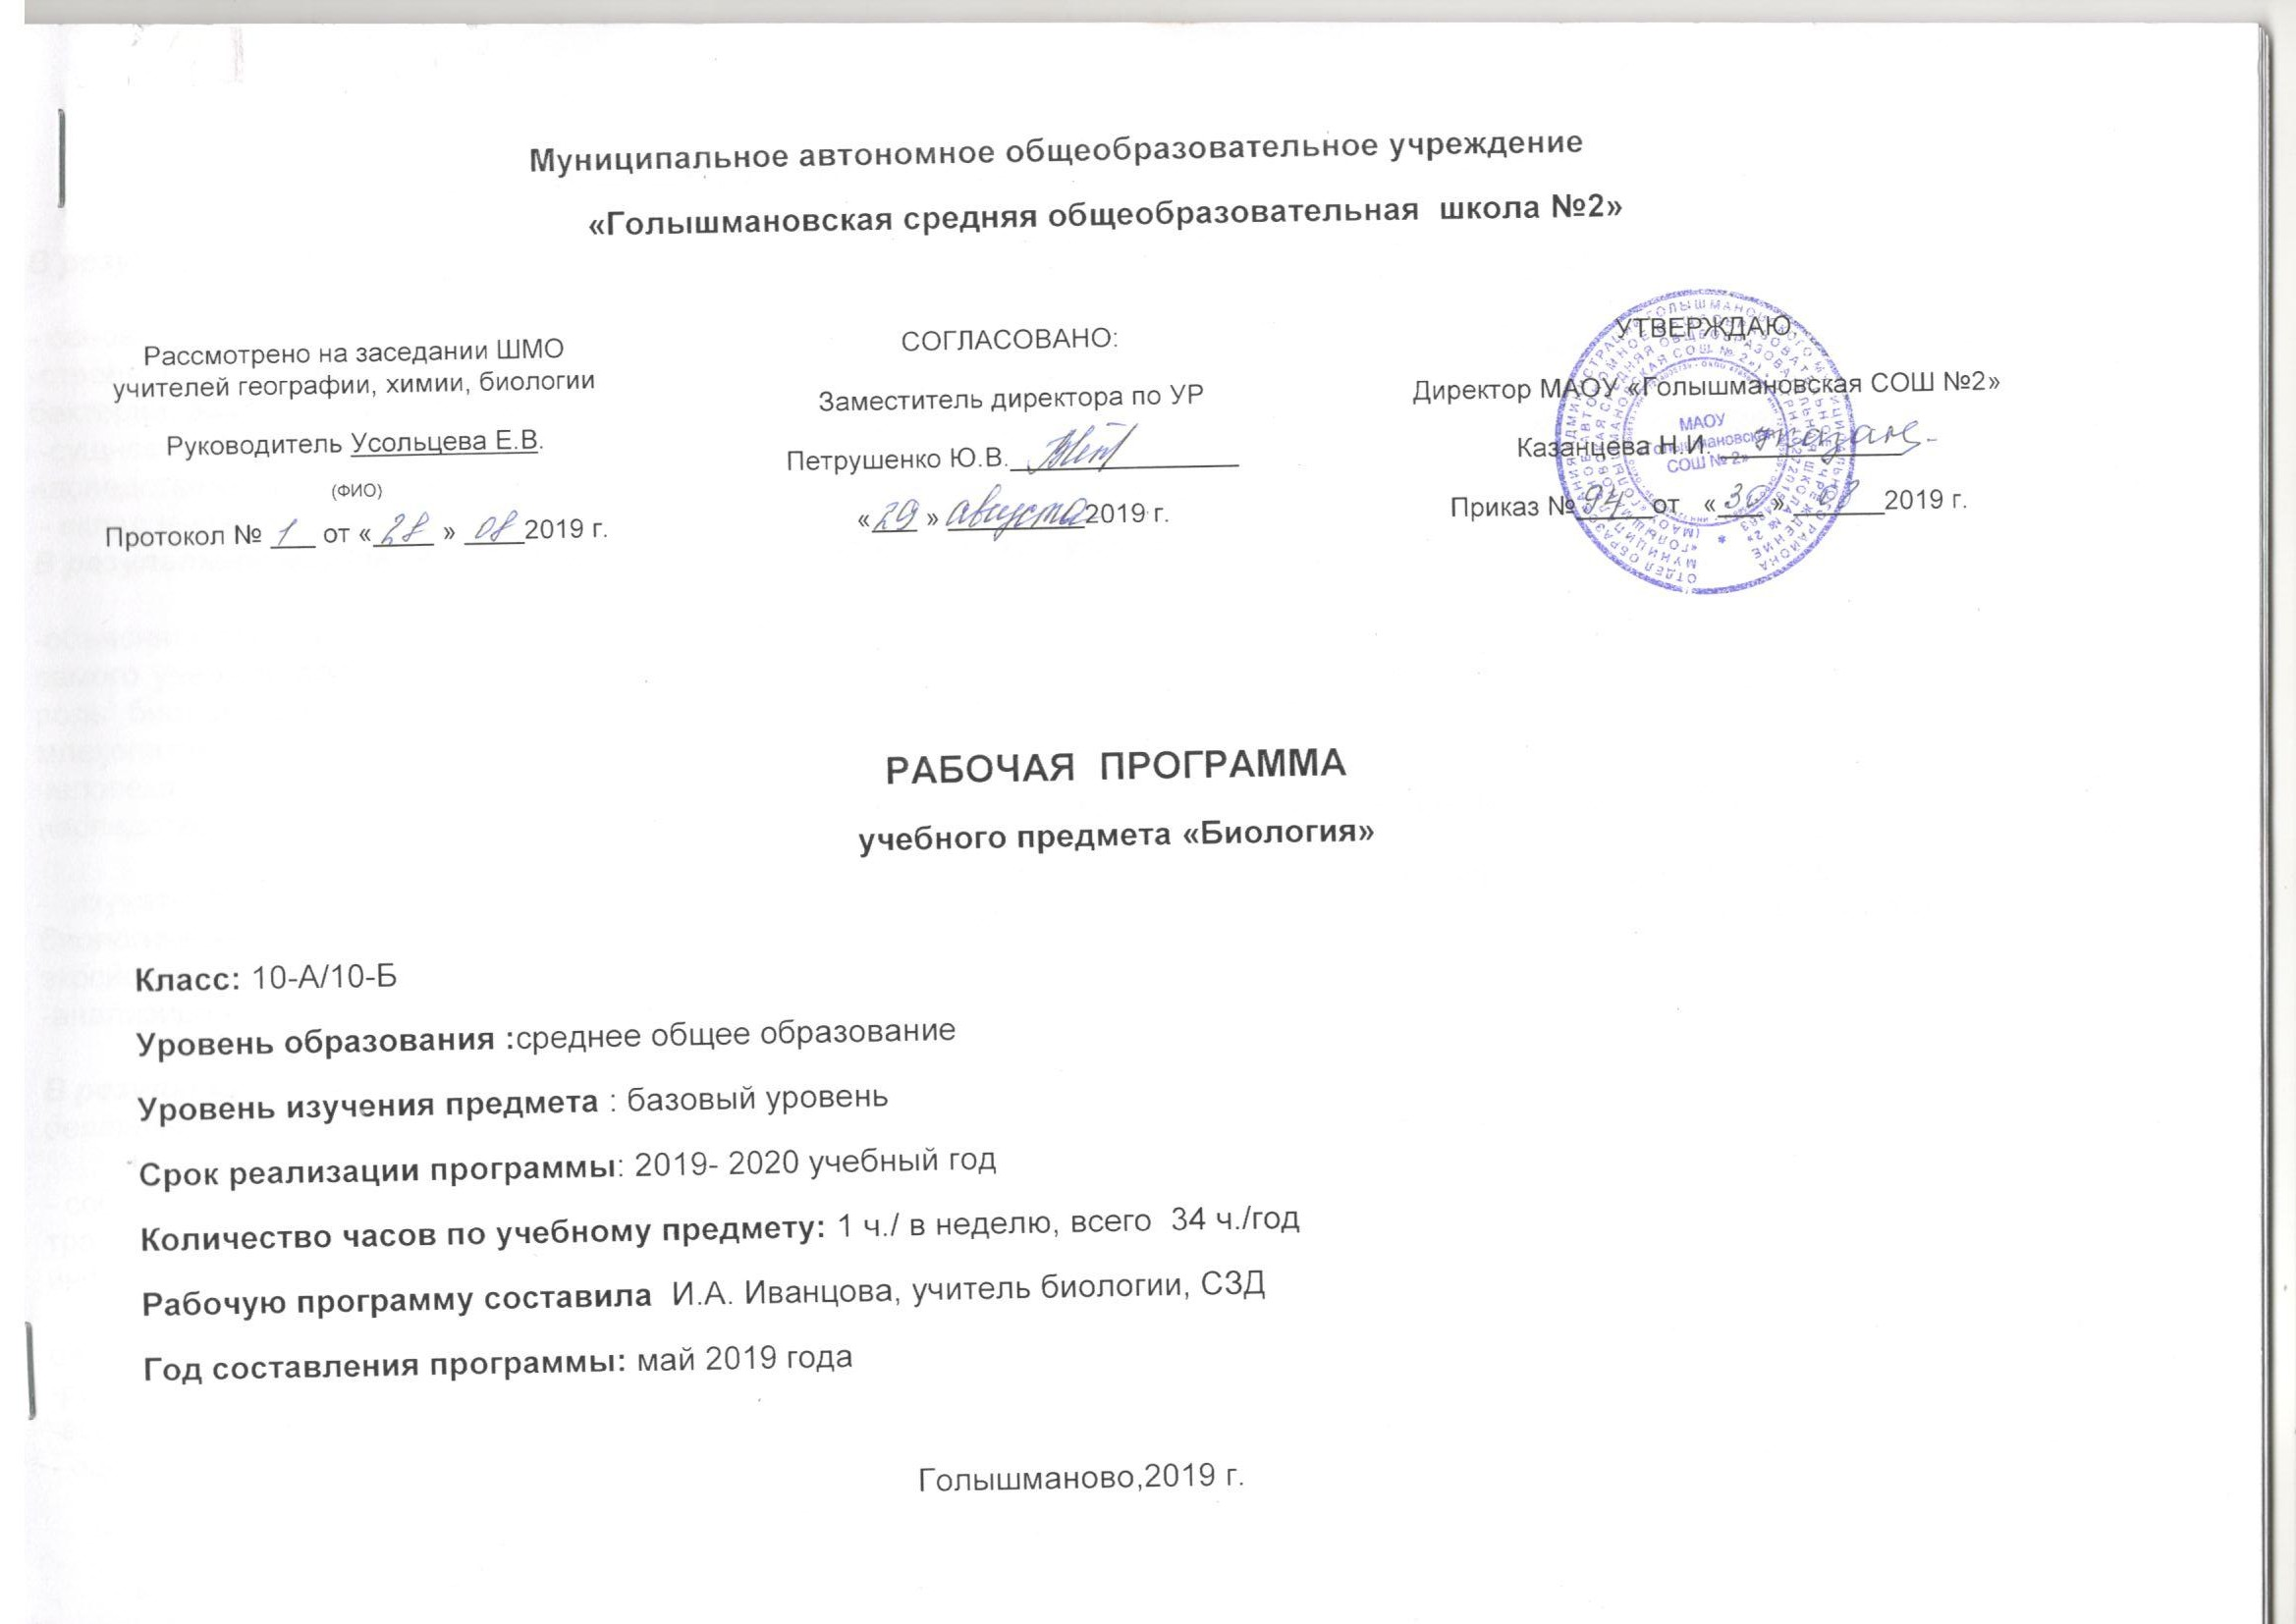 Муниципальное автономное общеобразовательное учреждение
«Голышмановская средняя общеобразовательная школа №2»
Рассмотрено на заседании ШМО
учителей географии, химии, биологии
Руководитель Усольцева Е.В.
(ФИО)
Протокол № 1 от «28» 08 2019 г.
СОГЛАСОВАНО:
Заместитель директора по УР
Петрушенко Ю.В.
«29» августа 2019 г.
УТВЕРЖДАЮ
Директор МАОУ «Голышмановская СОШ №2»
Казанцева Н.И.
Приказ № 94 от «30» 08 2019 г.
МАОУ
«Голышмановская
СОШ № 2»
РАБОЧАЯ ПРОГРАММА
учебного предмета «Биология»
Класс: 10-А/10-Б
Уровень образования :среднее общее образование
Уровень изучения предмета : базовый уровень
Срок реализации программы: 2019- 2020 учебный год
Количество часов по учебному предмету: 1 ч./ в неделю, всего 34 ч./год
Рабочую программу составила И.А. Иванцова, учитель биологии, СЗД
Год составления программы: май 2019 года
Голышманово,2019 г.